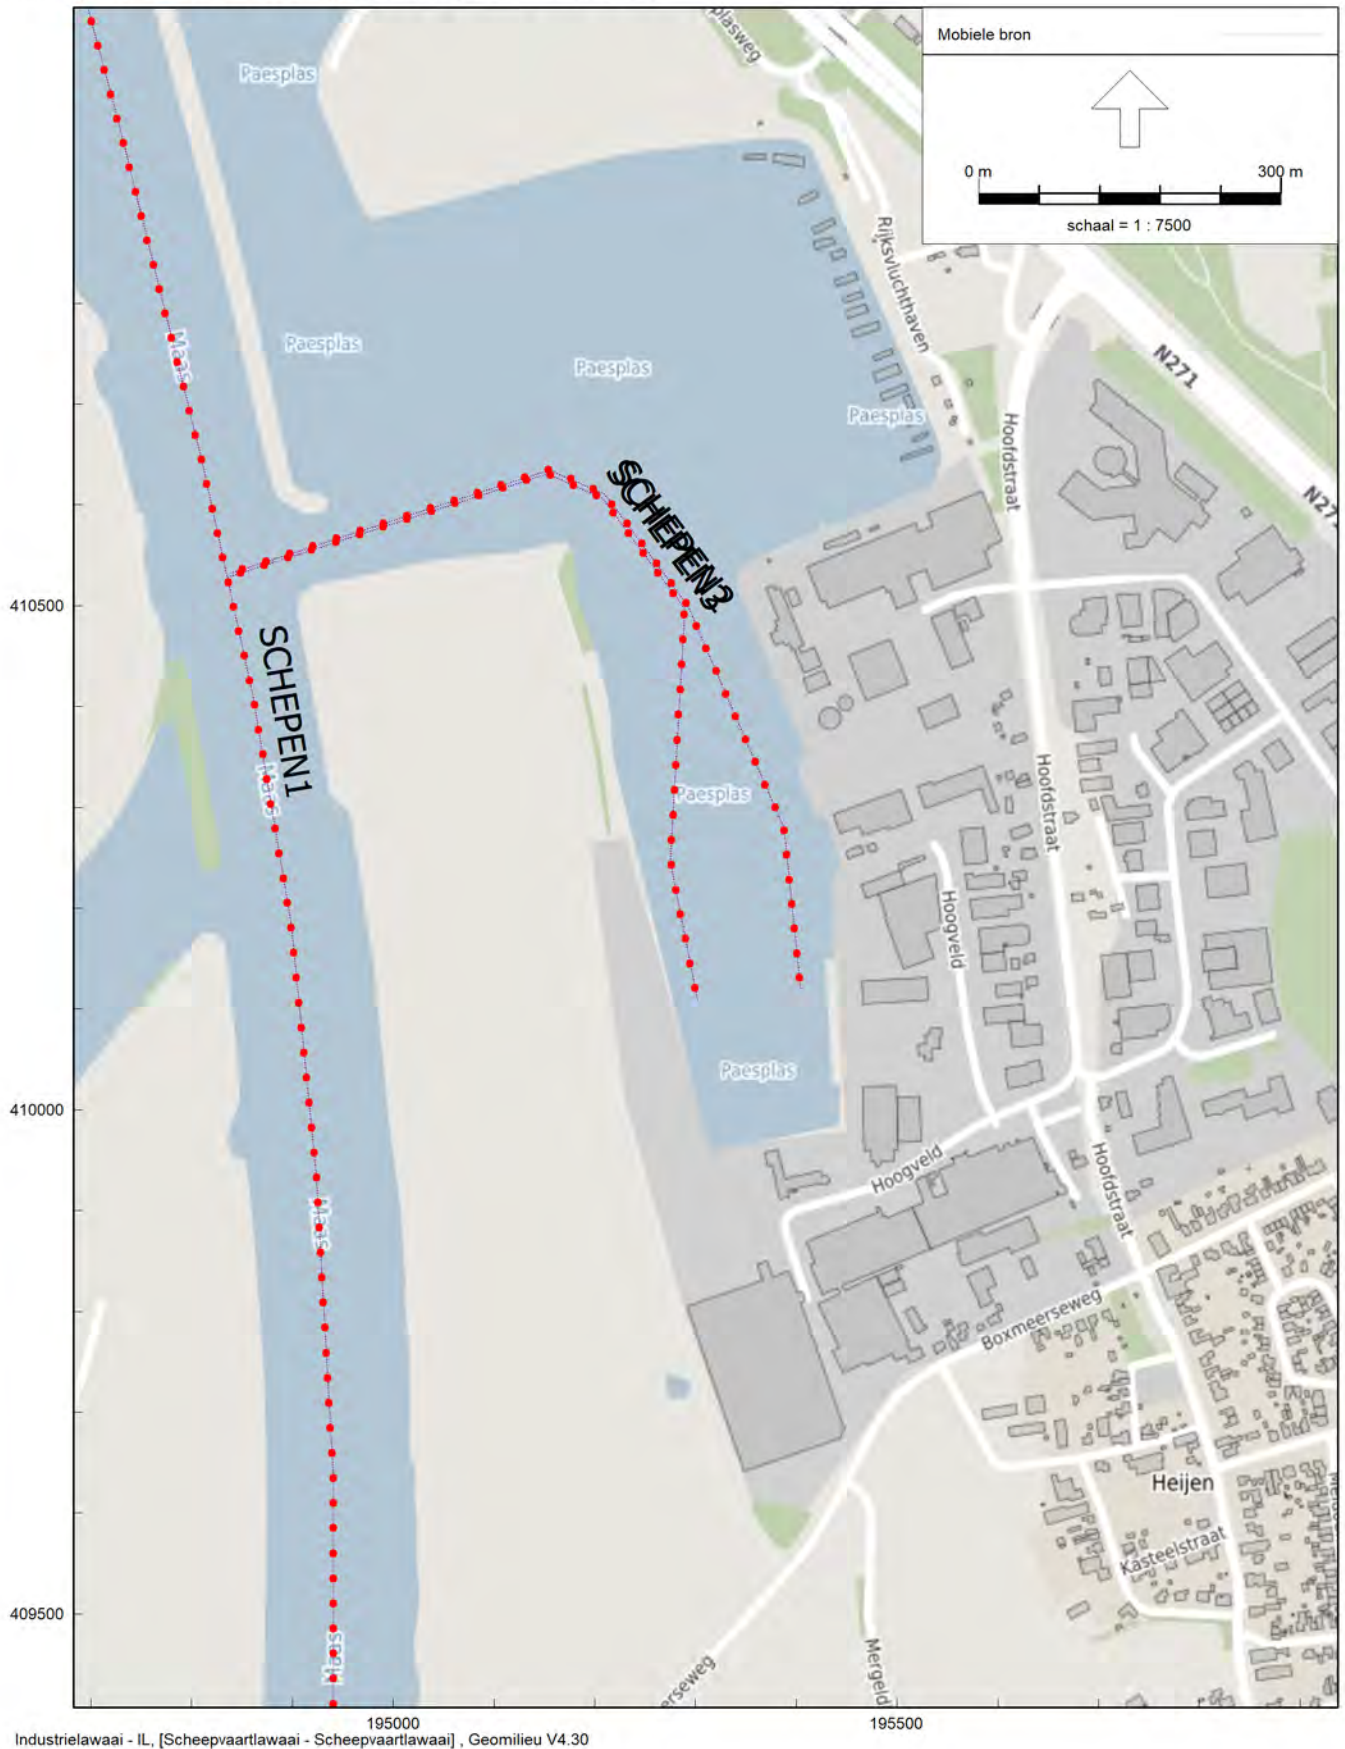 Mobiele bron
0 m
300 m
schaal = 1 : 7500
plasweg
Paesplas
Rijksvluchthaven
Maas
Paesplas
Paesplas
N271
Paesplas
Hoofdstraat
SCHEPEN1
410500
Maas
Paesplas
Hoofdstraat
Hoogveld
Paesplas
410000
Hoogveld
Hoofdstraat
Maas
Boxmeerseweg
Heijen
Kasteelstraat
409500
Maas
erseweg
Mergeld
195000
195500
Industrielawaai - IL, [Scheepvaartlawaai - Scheepvaartlawaai] , Geomilieu V4.30